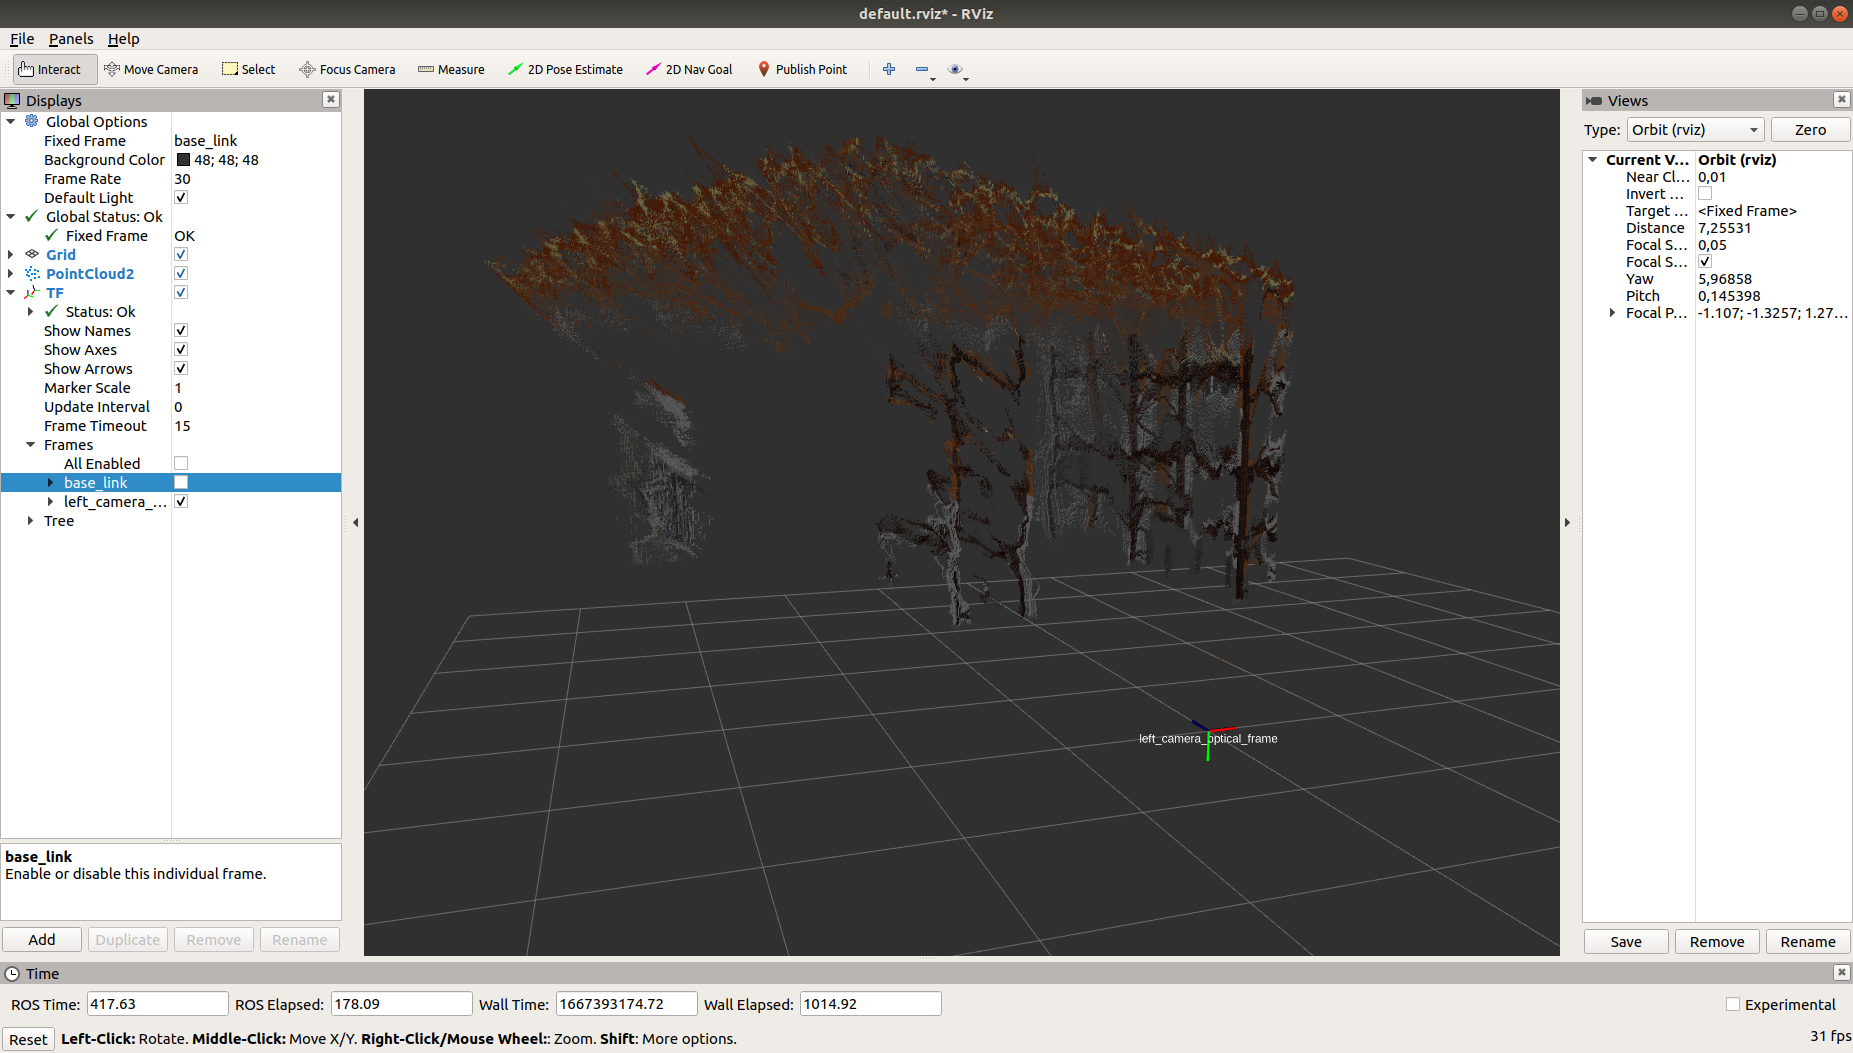 default.rviz* - RViz
File Panels Help
Interact Move Camera Select Focus Camera Measure 2D Pose Estimate 2D Nav Goal Publish Point
Displays
Global Options
Fixed Frame base_link
Background Color 48; 48; 48
Frame Rate 30
Default Light
Global Status: Ok
Fixed Frame OK
Grid
PointCloud2
TF
Status: Ok
Show Names
Show Axes
Show Arrows
Marker Scale 1
Update Interval 0
Frame Timeout 15
Frames
All Enabled
base_link
left_camera_...
Tree
base_link
Enable or disable this individual frame.
Add Duplicate Remove Rename
left_camera_optical_frame
Views
Type: Orbit (rviz) Zero
Current V... Orbit (rviz)
Near Cl... 0,01
Invert ...
Target ... <Fixed Frame>
Distance 7,25531
Focal S... 0,05
Focal S...
Yaw 5,96858
Pitch 0,145398
Focal P... -1.107; -1.3257; 1.27...
Save Remove Rename
Time
ROS Time: 417.63 ROS Elapsed: 178.09 Wall Time: 1667393174.72 Wall Elapsed: 1014.92 Experimental
Reset Left-Click: Rotate. Middle-Click: Move X/Y. Right-Click/Mouse Wheel:: Zoom. Shift: More options. 31 fps